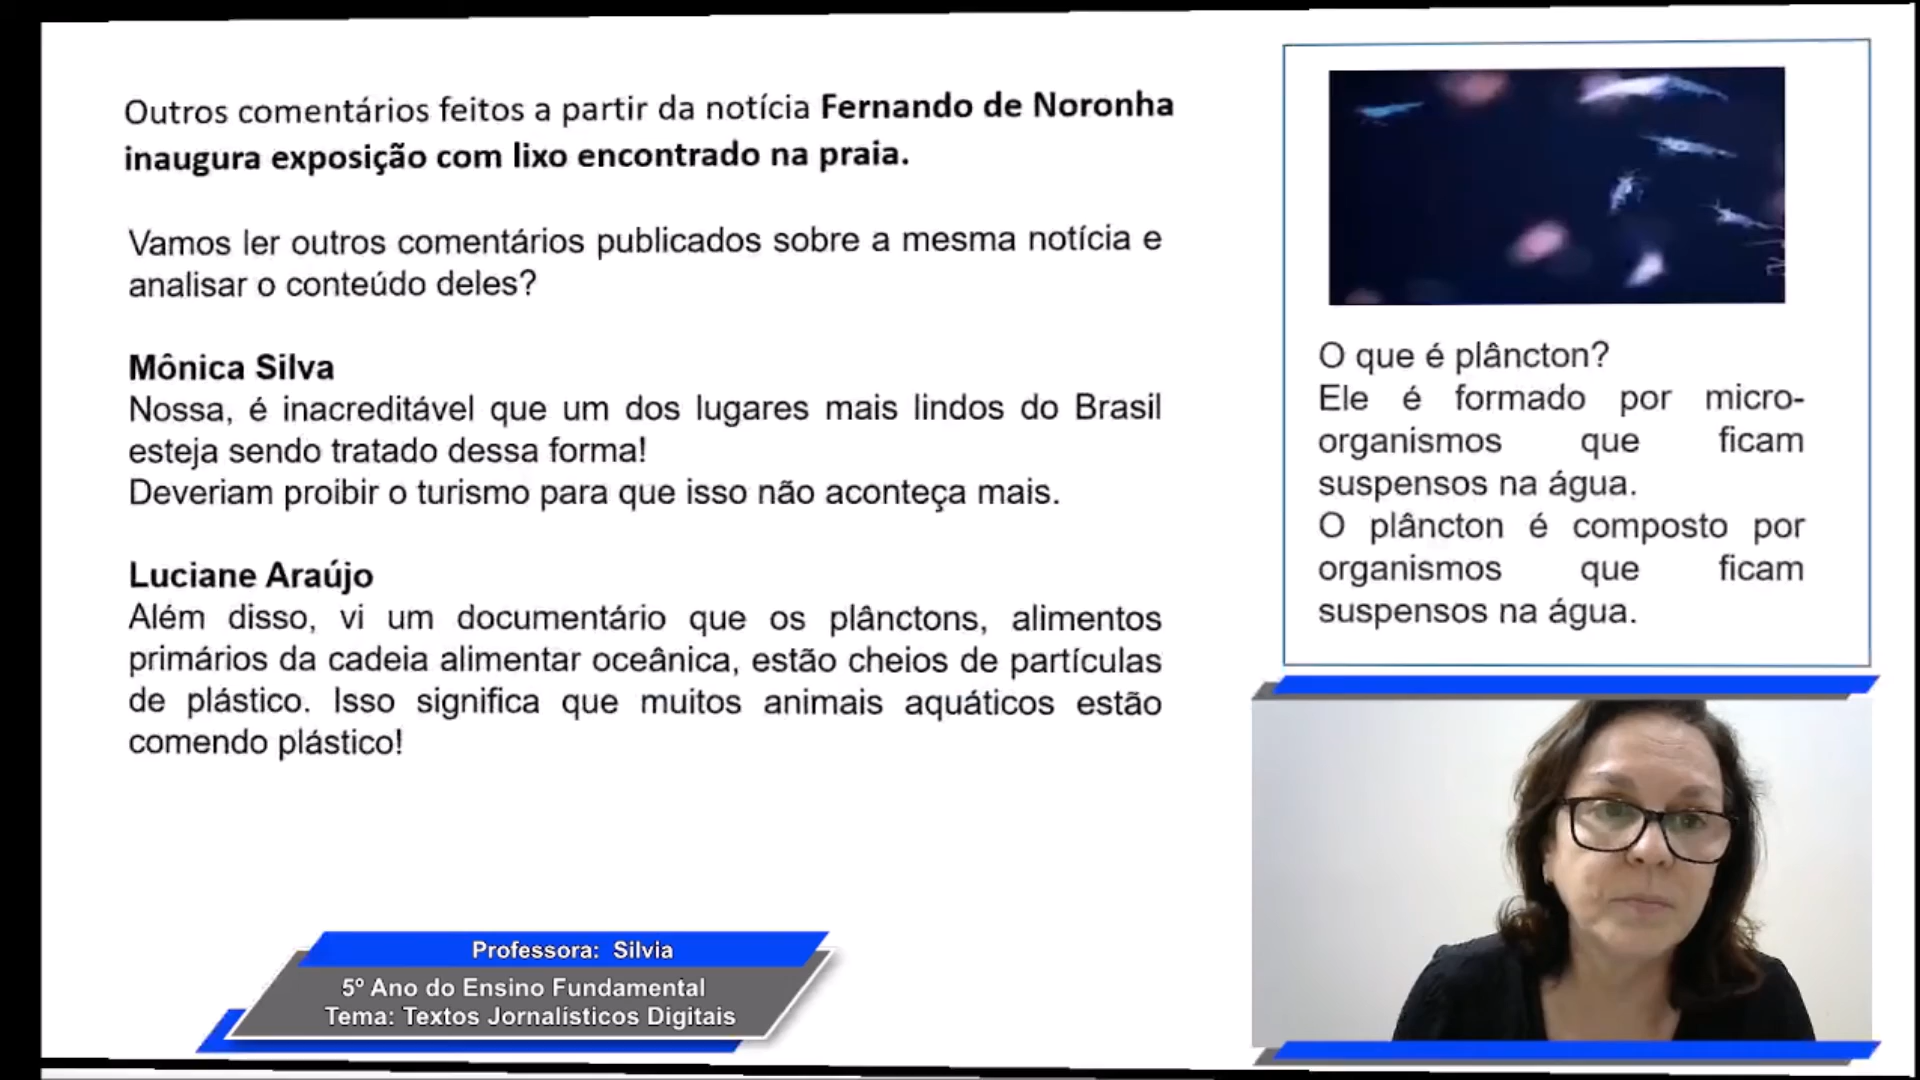 Outros comentários feitos a partir da notícia Fernando de Noronha
inaugura exposição com lixo encontrado na praia.
Vamos ler outros comentários publicados sobre a mesma notícia e
analisar o conteúdo deles?
Mônica Silva
Nossa, é inacreditável que um dos lugares mais lindos do Brasil
esteja sendo tratado dessa forma!
Deveriam proibir o turismo para que isso não aconteça mais.
Luciane Araújo
Além disso, vi um documentário que os plânctons, alimentos
primários da cadeia alimentar oceânica, estão cheios de partículas
de plástico. Isso significa que muitos animais aquáticos estão
comendo plástico!
O que é plâncton?
Ele é formado por micro-
organismos que ficam
suspensos na água.
O plâncton é composto por
organismos que ficam
suspensos na água.
Professora: Silvia
5º Ano do Ensino Fundamental
Tema: Textos Jornalísticos Digitais